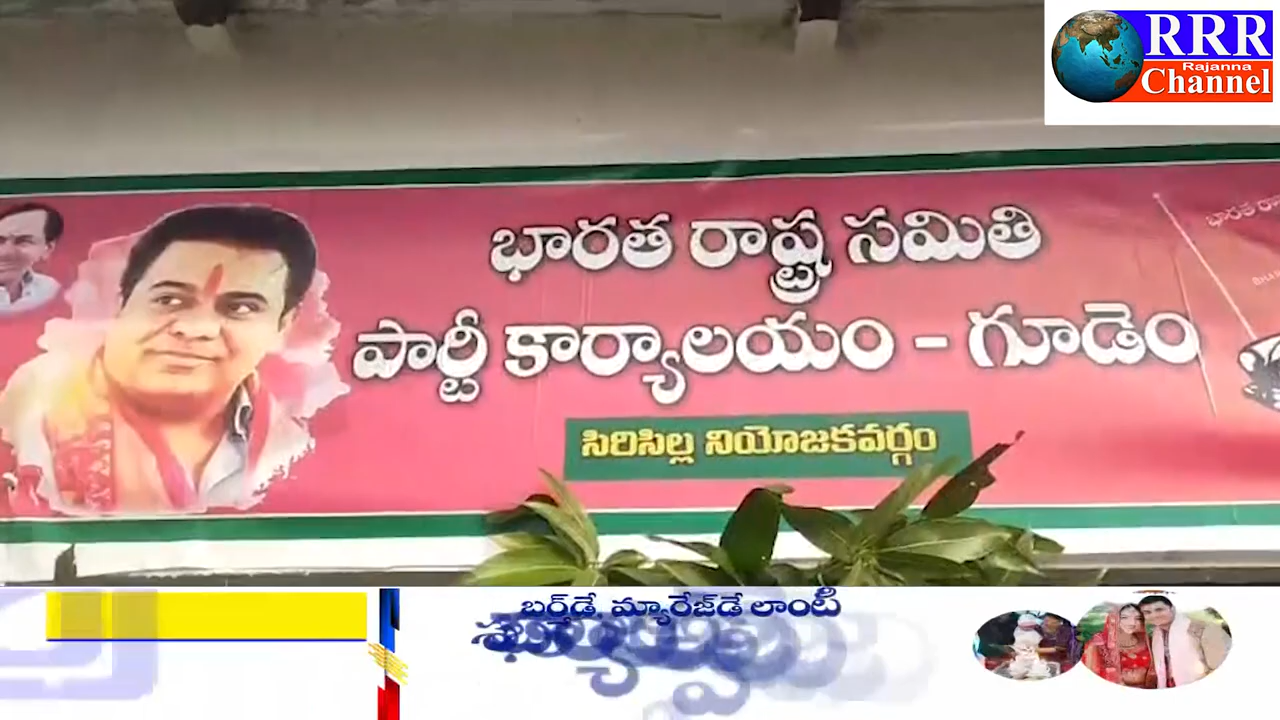 RRR
Rajanna
Channel
భారత రాష్ట్ర సమితి
పార్టీ కార్యాలయం - గూడెం
సిరిసిల్ల నియోజకవర్గం
బర్త్‌డే, మ్యారేజ్‌డే లాంటి